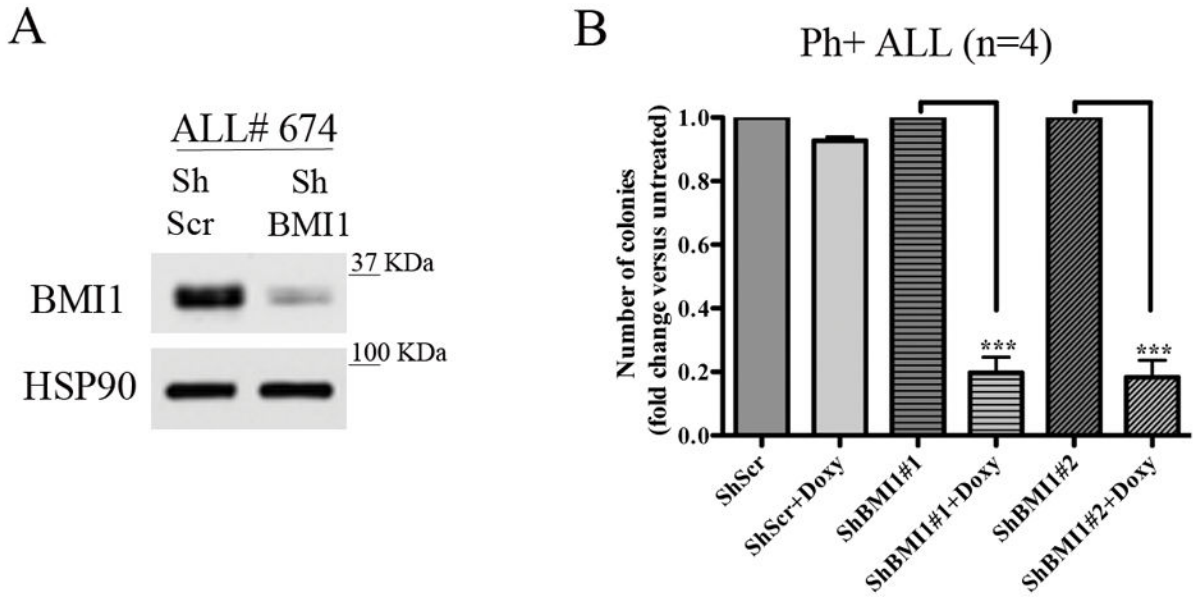 A
ALL# 674
Sh Sh
Scr BMI1
37 KDa
BMI1
100 KDa
HSP90
B
Ph+ ALL (n=4)
Number of colonies
(fold change versus untreated)
1.0
0.8
0.6
0.4
0.2
0.0
***
***
ShScr
ShScr+Doxy
ShBMI1#1
ShBMI1#1+Doxy
ShBMI1#2
ShBMI1#2+Doxy